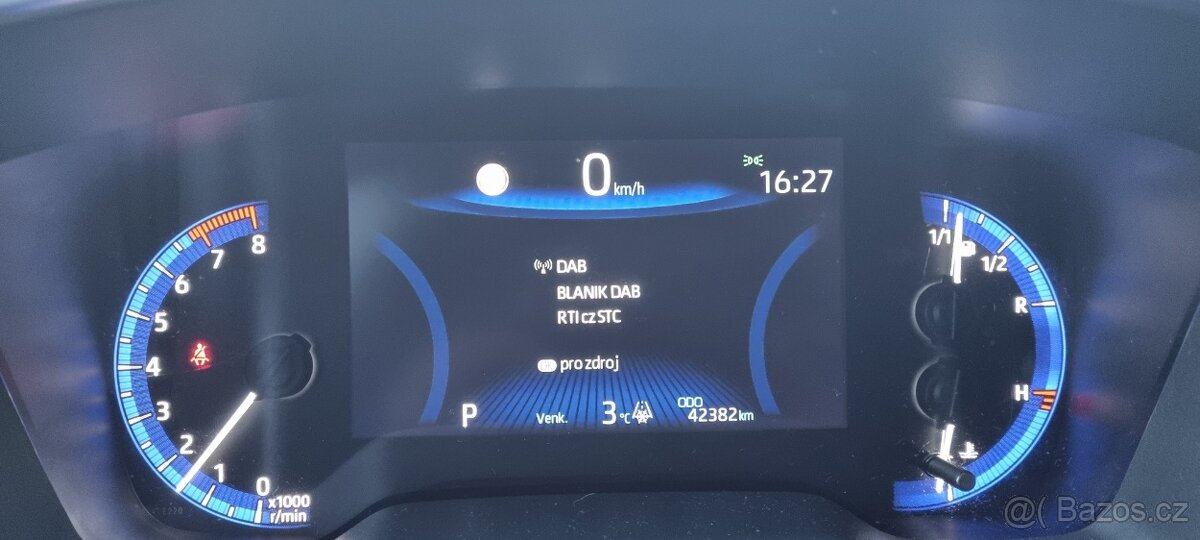 0 km/h
16:27
DAB
BLANIK DAB
RTI cz STC
pro zdroj
P
Venk. 3 °C
ODO
42382 km
8
7
6
5
4
3
2
1
0
x1000
r/min
1/1
1/2
R
H
@( Bazos.cz